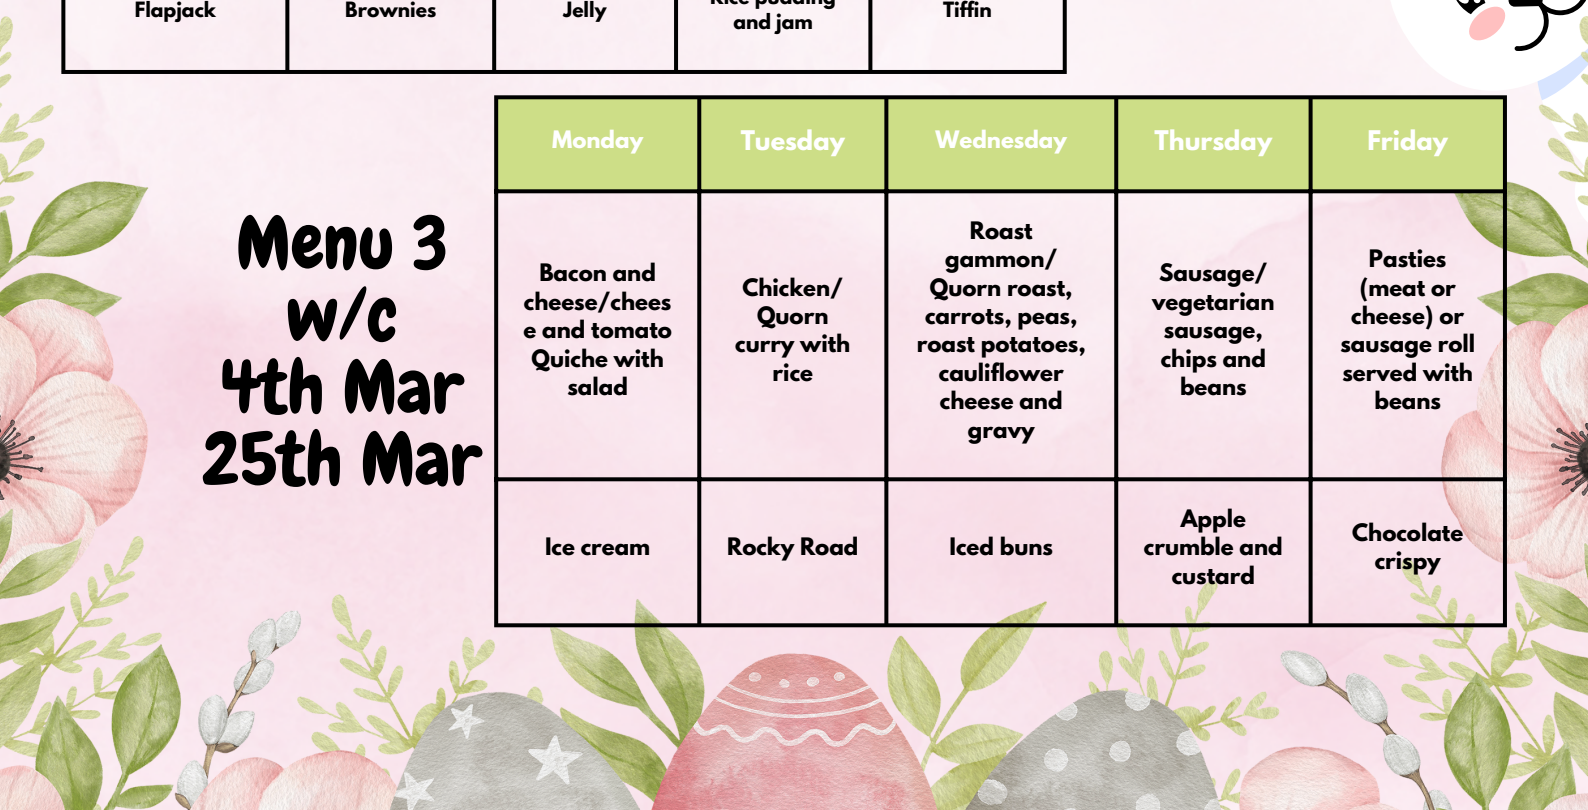 Flapjack
Brownies
Jelly
Rice pudding
and jam
Tiffin
Menu 3
w/c
4th Mar
25th Mar
Monday
Tuesday
Wednesday
Thursday
Friday
Bacon and
cheese/chees
e and tomato
Quiche with
salad
Chicken/
Quorn
curry with
rice
Roast
gammon/
Quorn roast,
carrots, peas,
roast potatoes,
cauliflower
cheese and
gravy
Sausage/
vegetarian
sausage,
chips and
beans
Pasties
(meat or
cheese) or
sausage roll
served with
beans
Ice cream
Rocky Road
Iced buns
Apple
crumble and
custard
Chocolate
crispy